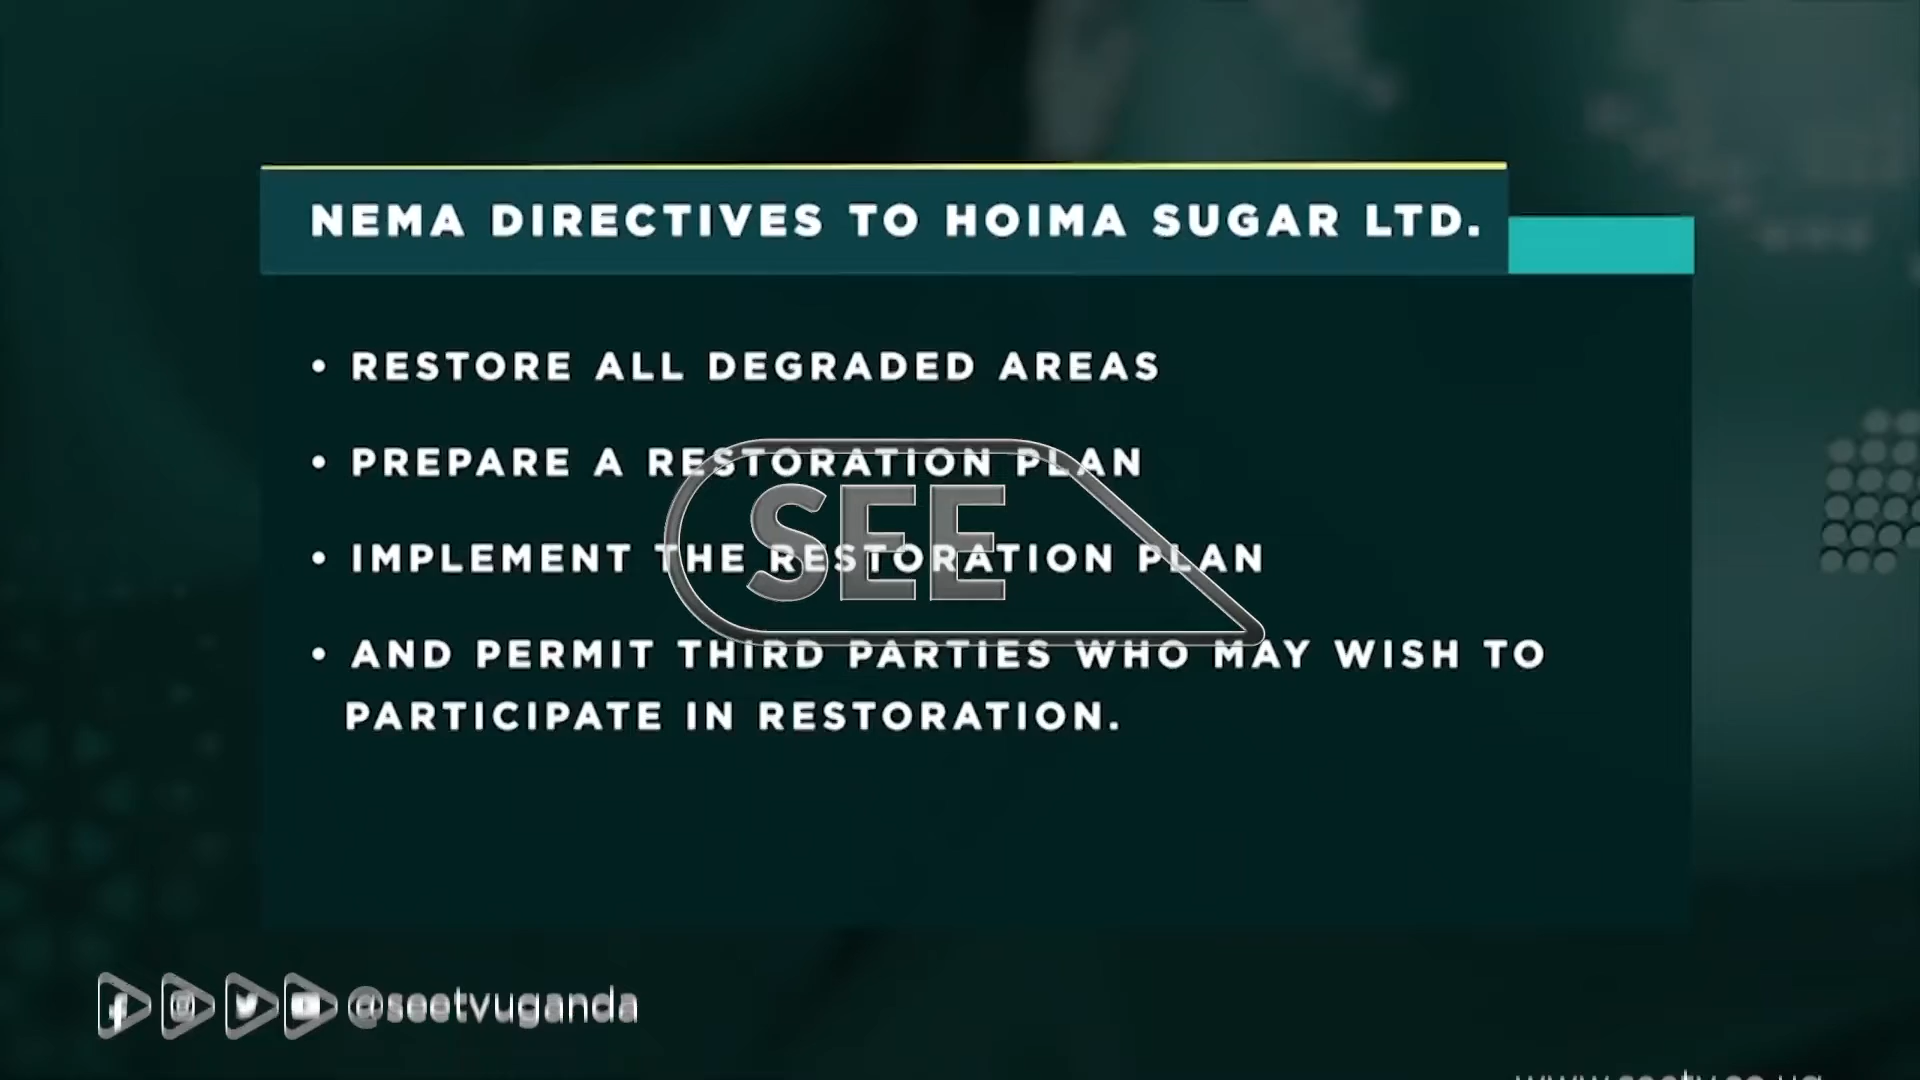 NEMA DIRECTIVES TO HOIMA SUGAR LTD.
• RESTORE ALL DEGRADED AREAS
• PREPARE A RESTORATION PLAN
SEE
• IMPLEMENT THE RESTORATION PLAN
• AND PERMIT THIRD PARTIES WHO MAY WISH TO
PARTICIPATE IN RESTORATION.
@seetvuganda